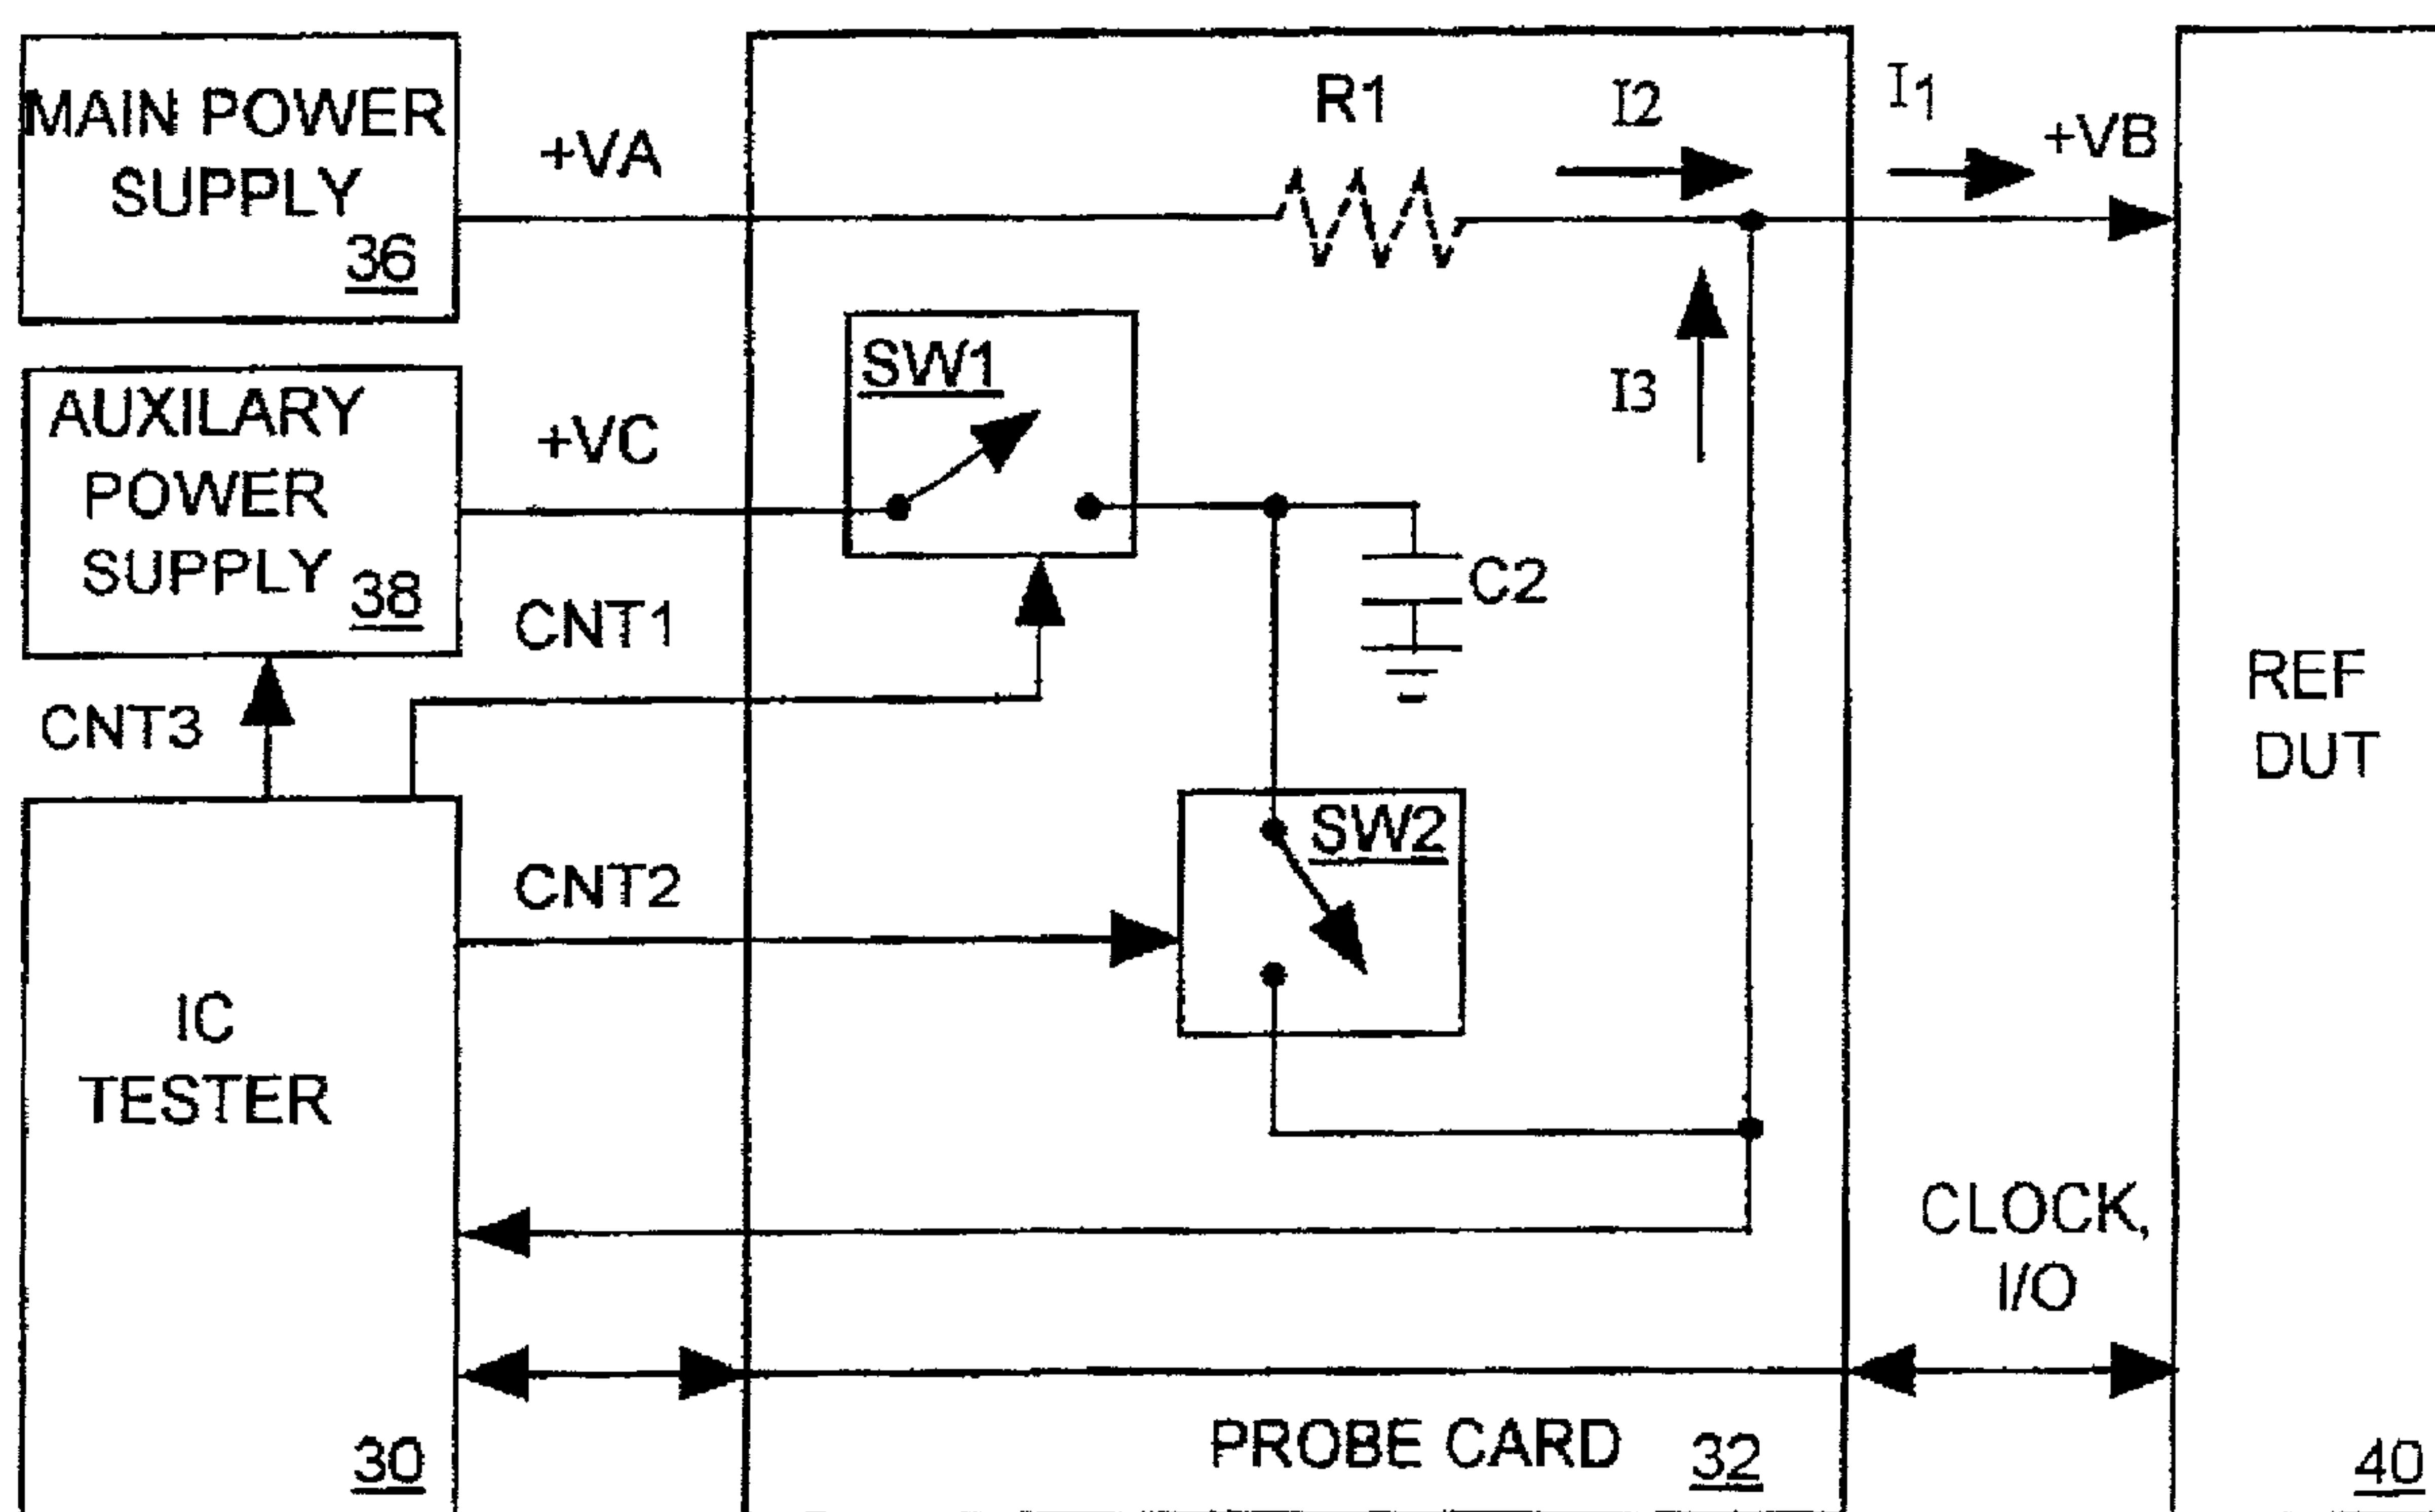 MAIN POWER
SUPPLY
36
+VA
R1
I2
I1
+VB
AUXILARY
POWER
SUPPLY
38
+VC
SW1
I3
C2
CNT1
CNT3
REF
DUT
SW2
CNT2
IC
TESTER
30
CLOCK,
I/O
PROBE CARD
32
40